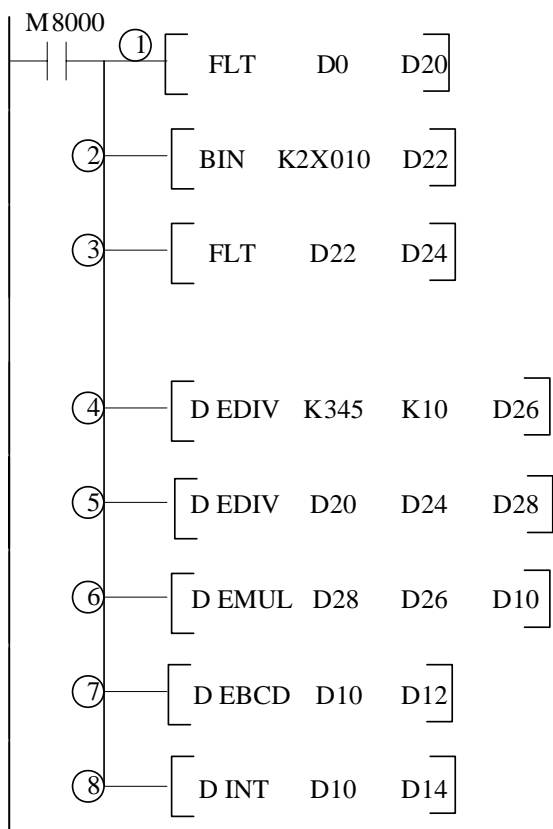 M8000
① FLT D0 D20
② BIN K2X010 D22
③ FLT D22 D24
④ D EDIV K345 K10 D26
⑤ D EDIV D20 D24 D28
⑥ D EMUL D28 D26 D10
⑦ D EBCD D10 D12
⑧ D INT D10 D14